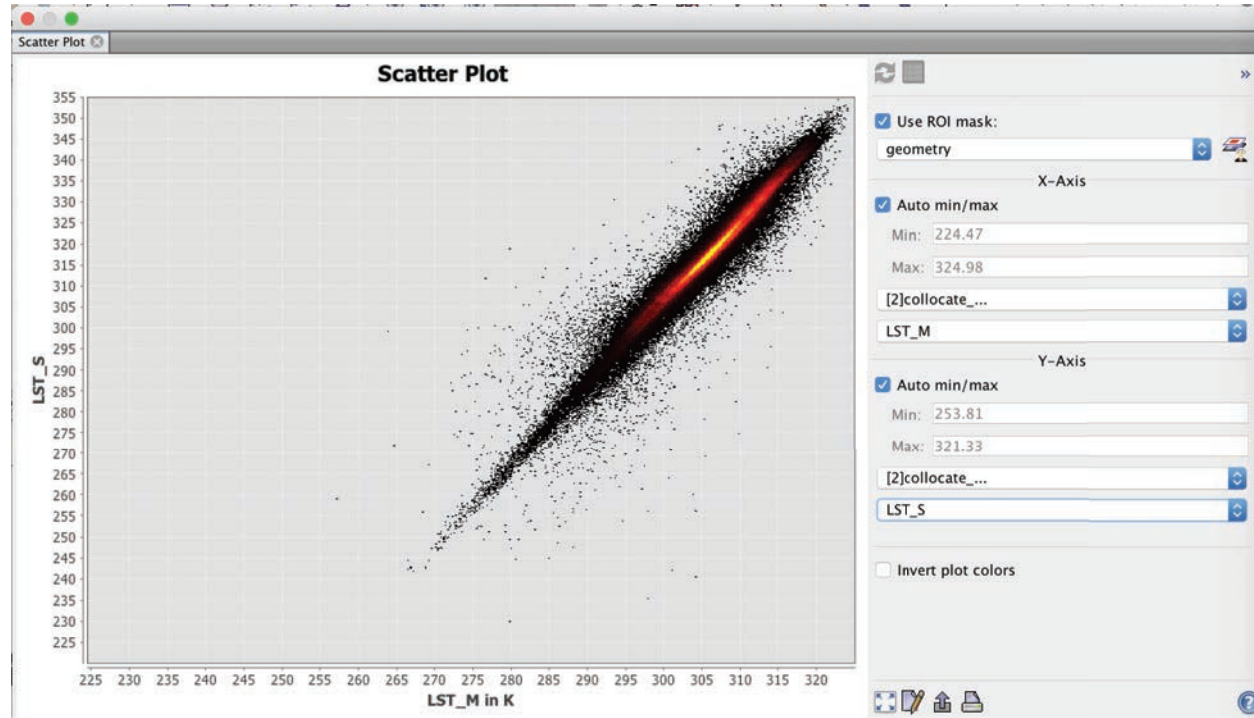 Scatter Plot
Scatter Plot
355
350
345
340
335
330
325
320
315
310
305
300
295
290
285
280
275
270
265
260
255
250
245
240
235
230
225
LST_S
225 230 235 240 245 250 255 260 265 270 275 280 285 290 295 300 305 310 315 320
LST_M in K
»
Use ROI mask:
geometry
X-Axis
Auto min/max
Min: 224.47
Max: 324.98
[2]collocate_...
LST_M
Y-Axis
Auto min/max
Min: 253.81
Max: 321.33
[2]collocate_...
LST_S
Invert plot colors
?